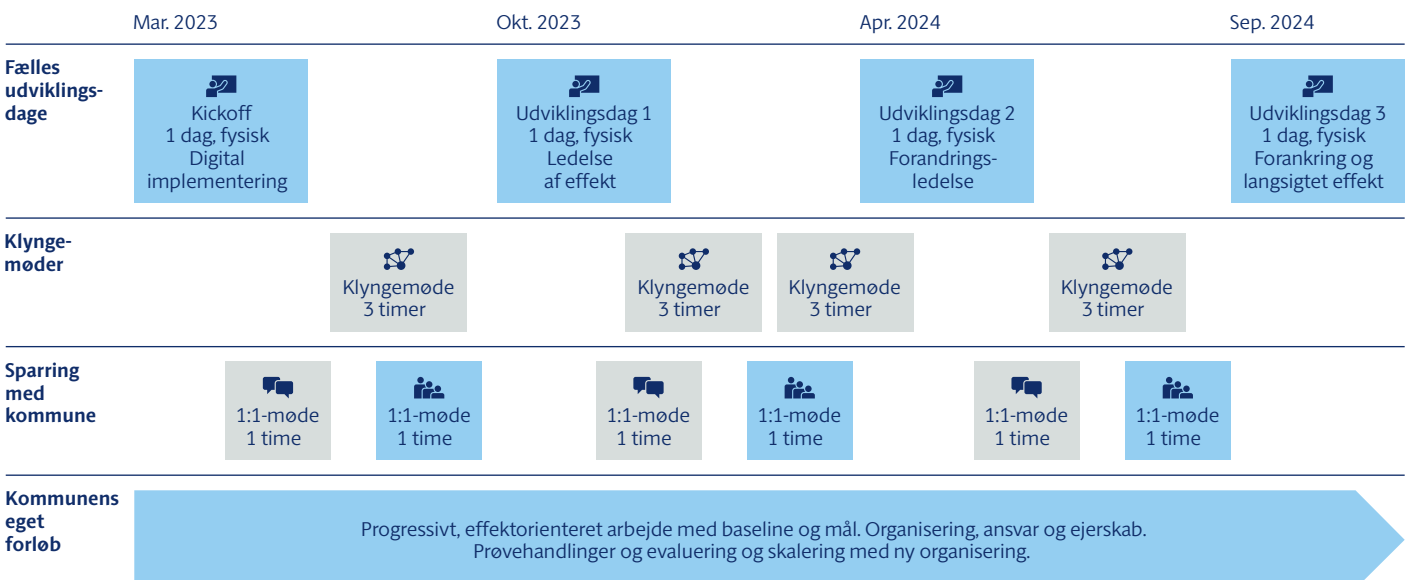 Mar. 2023
Okt. 2023
Apr. 2024
Sep. 2024
Fælles
udviklings-
dage
Kickoff
1 dag, fysisk
Digital
implementering
Udviklingsdag 1
1 dag, fysisk
Ledelse
af effekt
Udviklingsdag 2
1 dag, fysisk
Forandrings-
ledelse
Udviklingsdag 3
1 dag, fysisk
Forankring og
langsigtet effekt
Klynge-
møder
Klyngemøde
3 timer
Klyngemøde
3 timer
Klyngemøde
3 timer
Klyngemøde
3 timer
Sparring
med
kommune
1:1-møde
1 time
1:1-møde
1 time
1:1-møde
1 time
1:1-møde
1 time
1:1-møde
1 time
1:1-møde
1 time
Kommunens
eget
forløb
Progressivt, effektorienteret arbejde med baseline og mål. Organisering, ansvar og ejerskab.
Prøvehandlinger og evaluering og skalering med ny organisering.